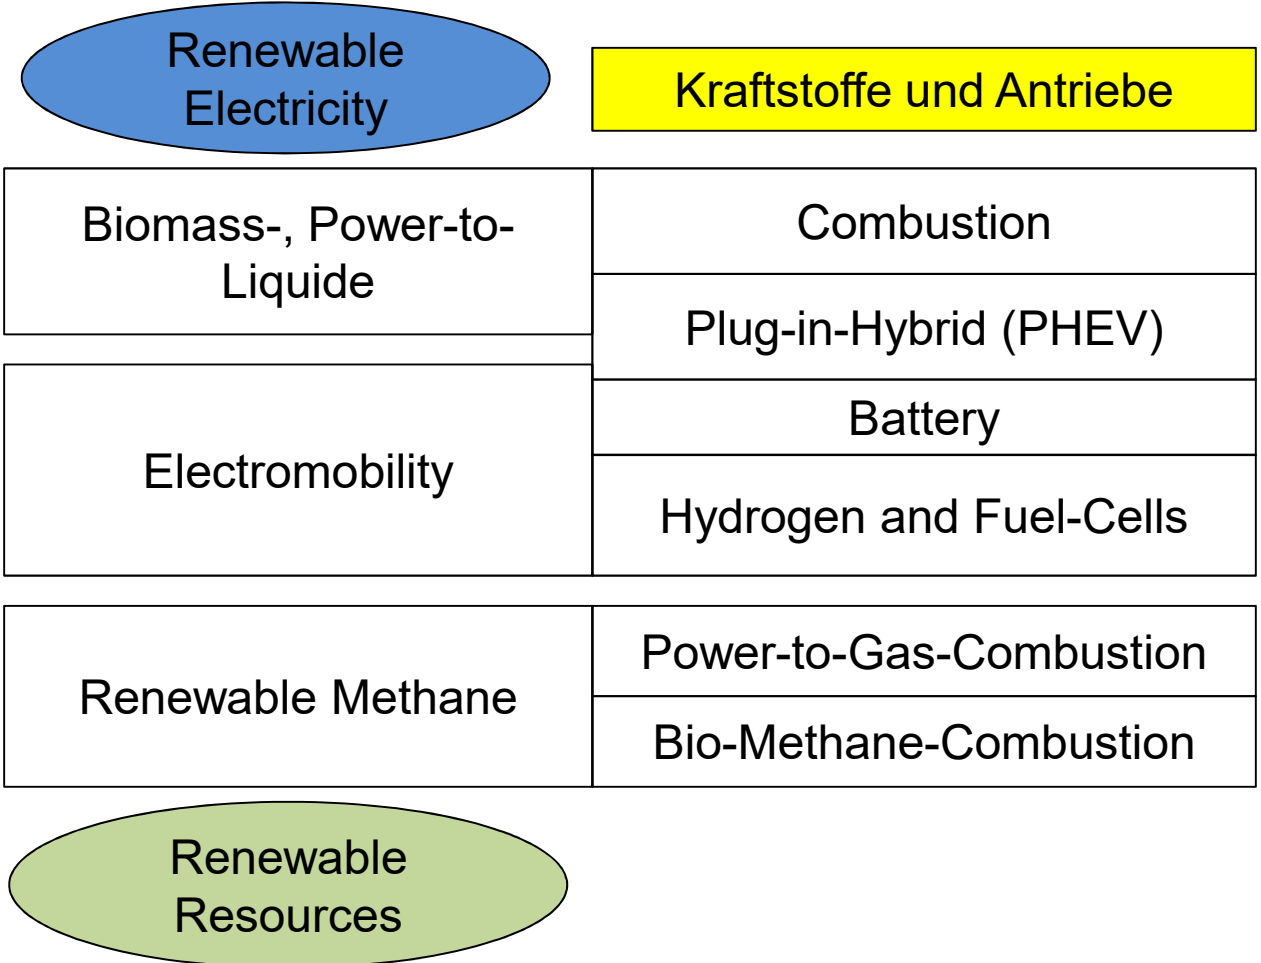 Renewable
Electricity
Kraftstoffe und Antriebe
Biomass-, Power-to-
Liquide
Combustion
Plug-in-Hybrid (PHEV)
Electromobility
Battery
Hydrogen and Fuel-Cells
Renewable Methane
Power-to-Gas-Combustion
Bio-Methane-Combustion
Renewable
Resources